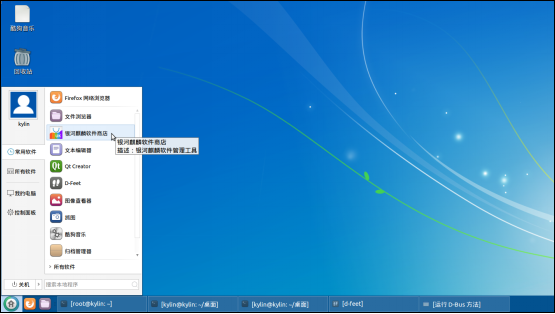 酷狗音乐
回收站
kylin
Firefox 网络浏览器
文件浏览器
银河麒麟软件商店
文本编辑器
Qt Creator
D-Feet
图像查看器
截图
酷狗音乐
归档管理器
所有软件
银河麒麟软件商店
描述：银河麒麟软件管理工具
常用软件
所有软件
我的电脑
控制面板
关机
搜索本地程序
[root@kylin: ~]
[kylin@kylin: ~/桌面]
[kylin@kylin: ~/桌面]
[d-feet]
[运行 D-Bus 方法]